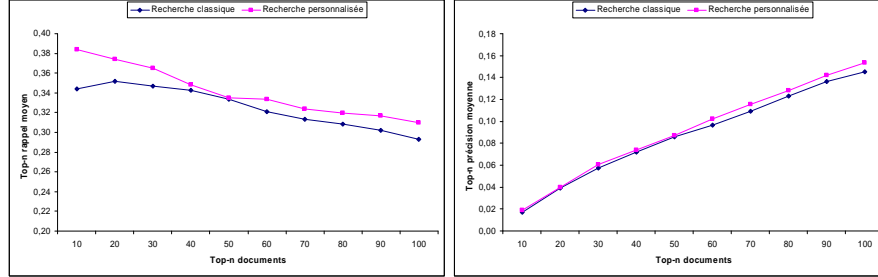 Recherche classique Recherche personnalisée
0,40
0,38
0,36
0,34
0,32
0,30
0,28
0,26
0,24
0,22
0,20
Top-n rappel moyen
10 20 30 40 50 60 70 80 90 100
Top-n documents
Recherche classique Recherche personnalisée
0,18
0,16
0,14
0,12
0,10
0,08
0,06
0,04
0,02
0,00
Top-n précision moyenne
10 20 30 40 50 60 70 80 90 100
Top-n documents